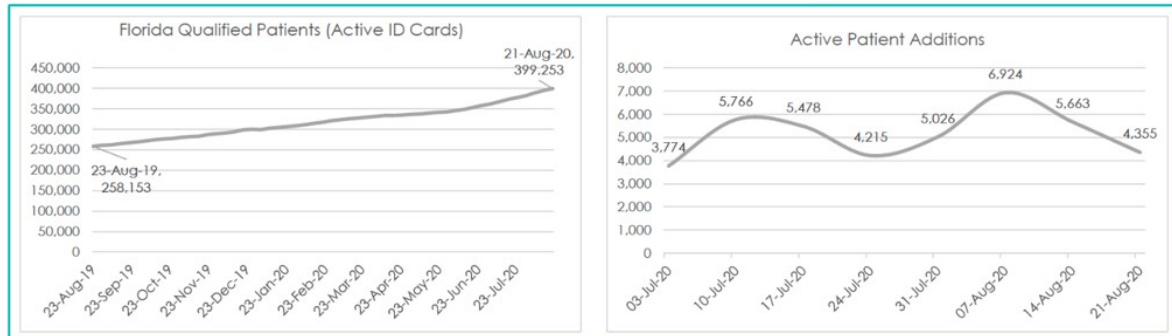 Florida Qualified Patients (Active ID Cards)
21-Aug-20,
399,253
450,000
400,000
350,000
300,000
250,000
200,000
150,000
100,000
50,000
0
23-Aug-19,
258,153
23-Aug-19
23-Sep-19
23-Oct-19
23-Nov-19
23-Dec-19
23-Jan-20
23-Feb-20
23-Mar-20
23-Apr-20
23-May-20
23-Jun-20
23-Jul-20
Active Patient Additions
8,000
7,000
6,000
5,000
4,000
3,000
2,000
1,000
0
3,774
5,766
5,478
4,215
5,026
6,924
5,663
4,355
03-Jul-20
10-Jul-20
17-Jul-20
24-Jul-20
31-Jul-20
07-Aug-20
14-Aug-20
21-Aug-20